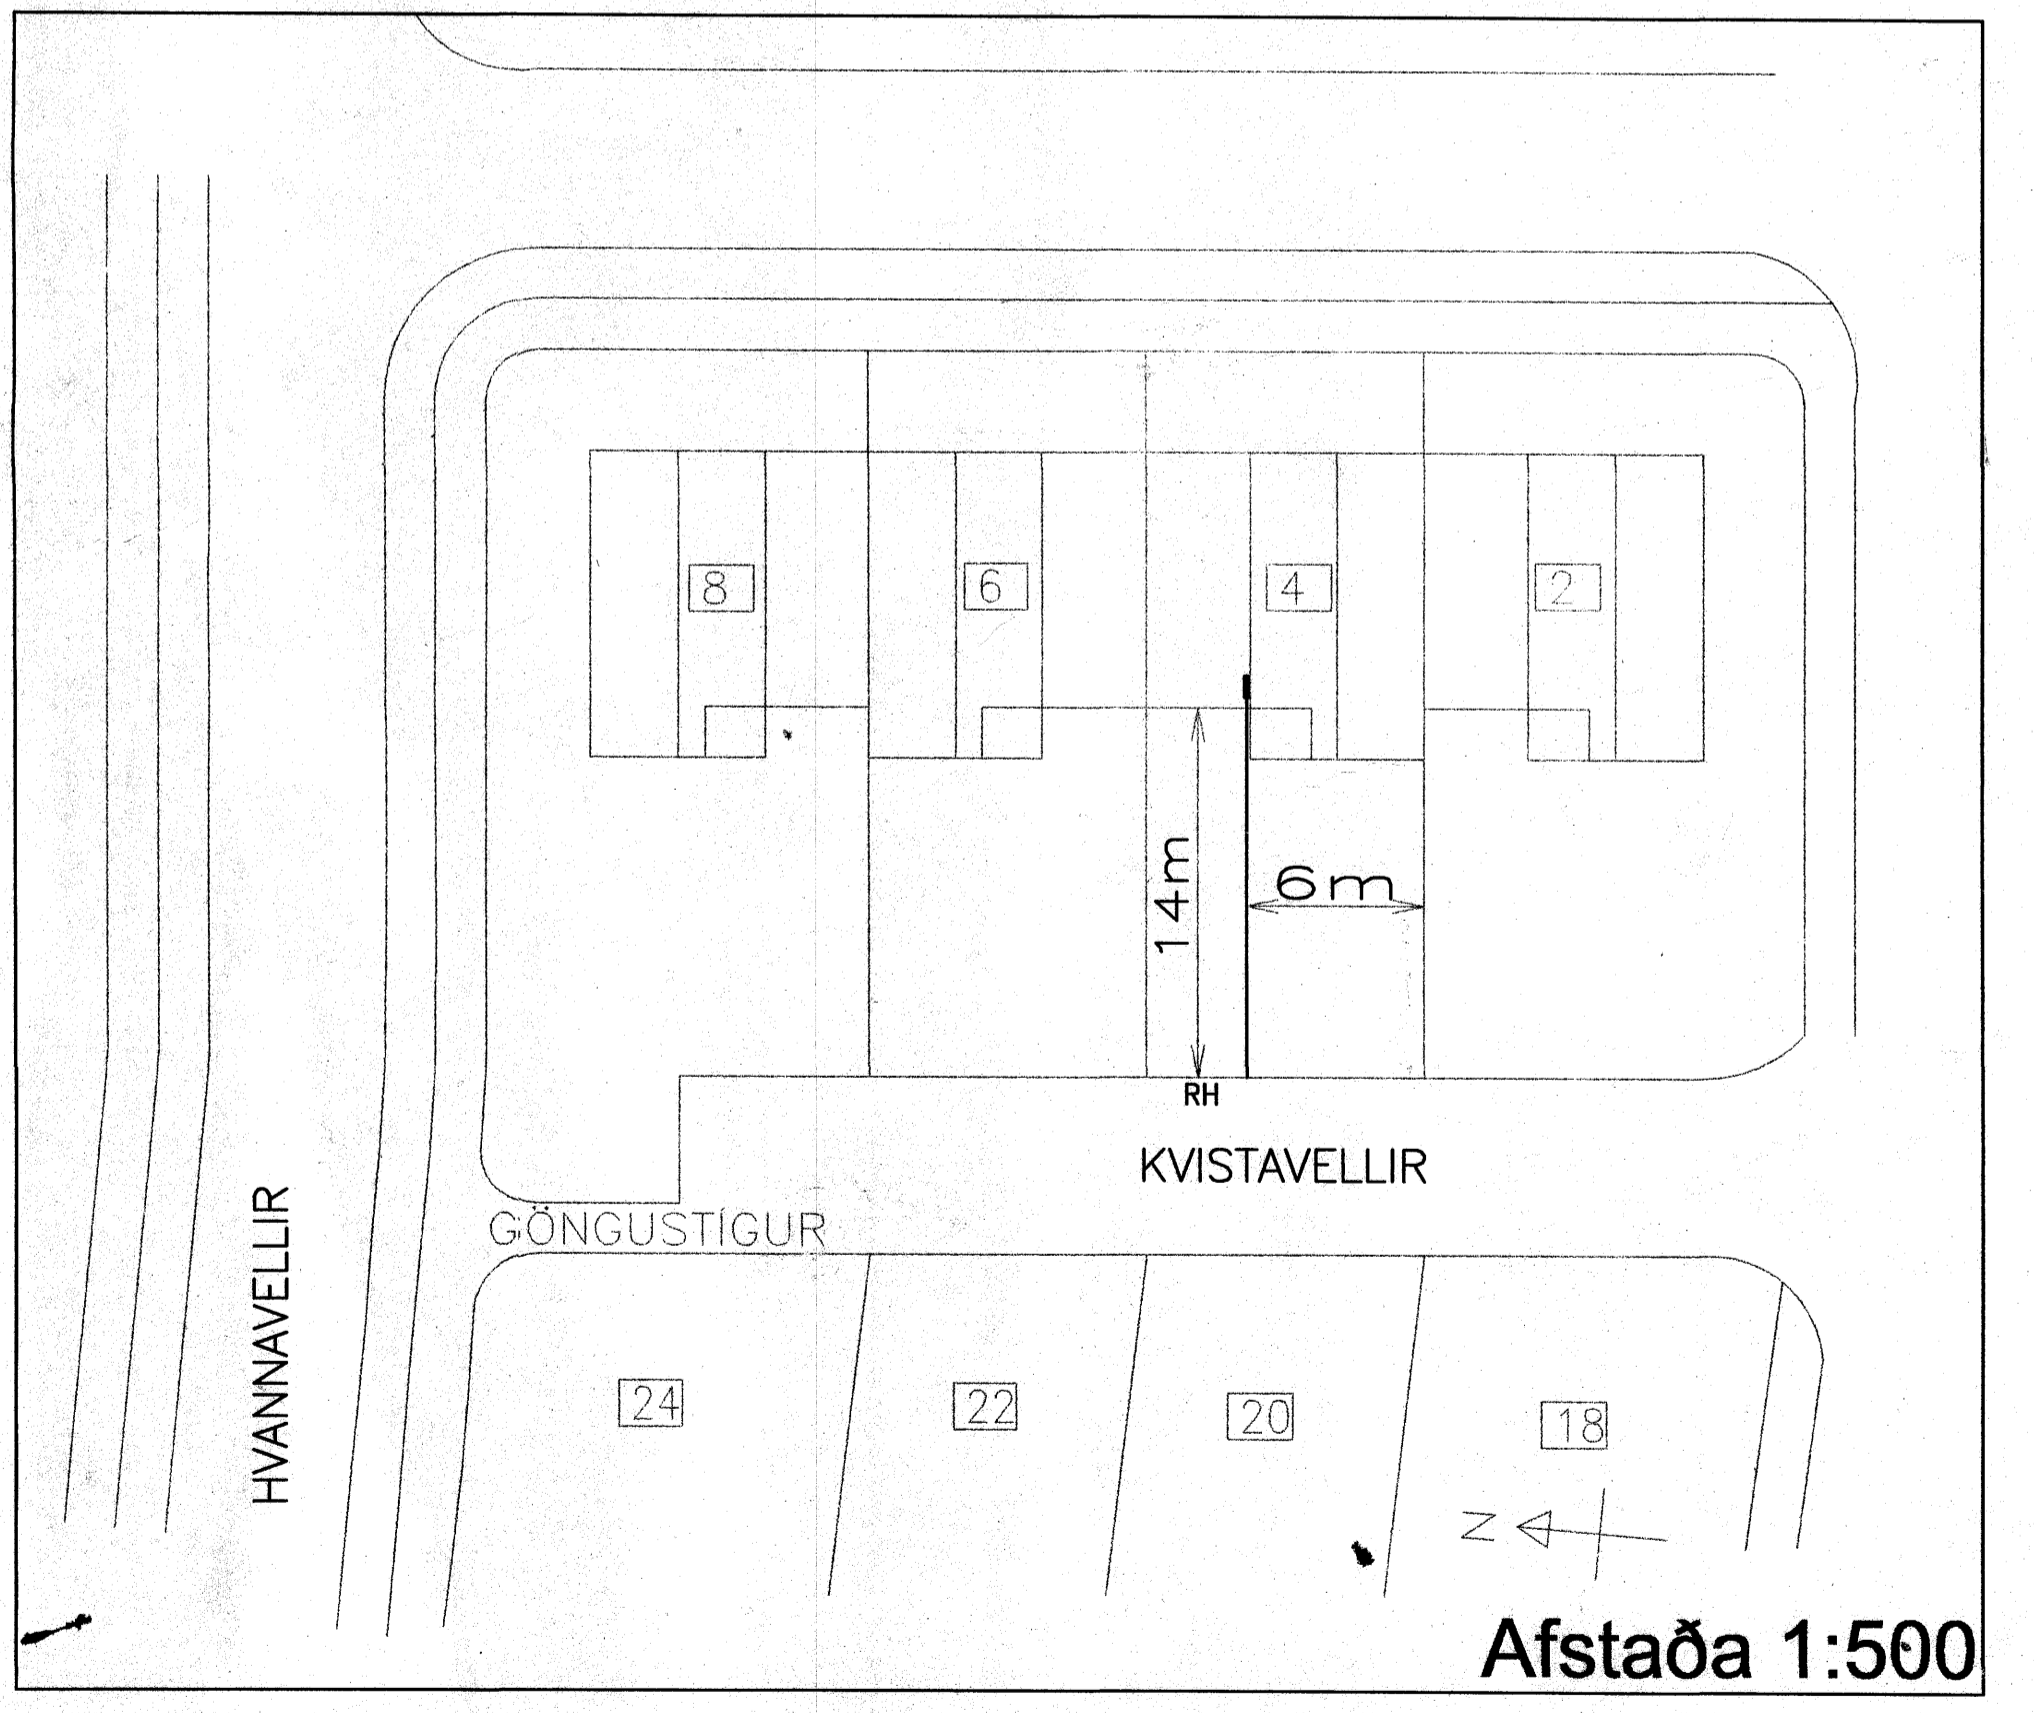 8
6
4
2
14m
6m
RH
KVISTAVELLIR
GÖNGUSTÍGUR
HVANNAVELLIR
24
22
20
18
N
Afstaða 1:500